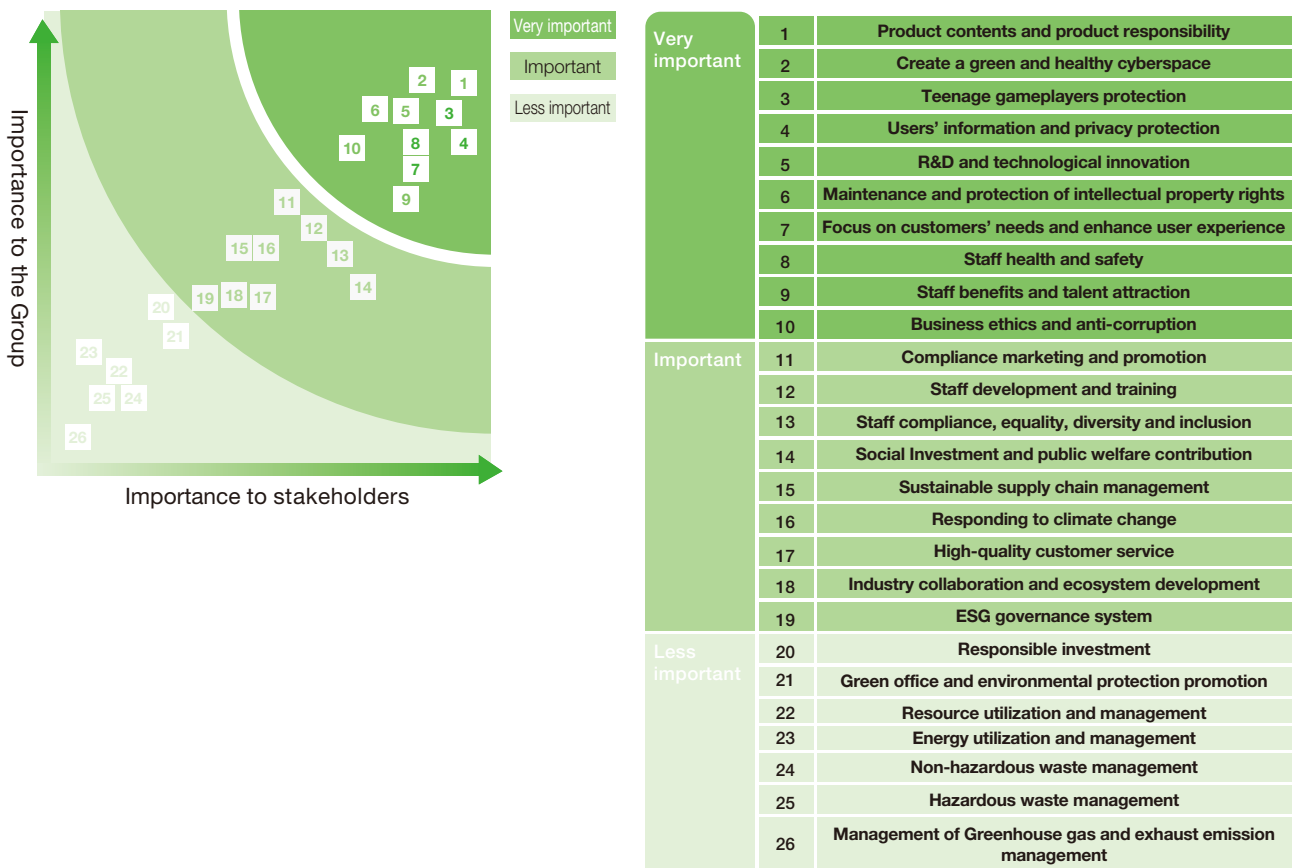 Very important
Important
Less important
2
1
6
5
3
10
8
4
7
9
11
12
15
16
13
14
19
18
17
20
21
23
22
25
24
26
Importance to the Group
Importance to stakeholders
Very
important
1 Product contents and product responsibility
2 Create a green and healthy cyberspace
3 Teenage gameplayers protection
4 Users' information and privacy protection
5 R&D and technological innovation
6 Maintenance and protection of intellectual property rights
7 Focus on customers' needs and enhance user experience
8 Staff health and safety
9 Staff benefits and talent attraction
10 Business ethics and anti-corruption
Important
11 Compliance marketing and promotion
12 Staff development and training
13 Staff compliance, equality, diversity and inclusion
14 Social Investment and public welfare contribution
15 Sustainable supply chain management
16 Responding to climate change
17 High-quality customer service
18 Industry collaboration and ecosystem development
19 ESG governance system
Less
important
20 Responsible investment
21 Green office and environmental protection promotion
22 Resource utilization and management
23 Energy utilization and management
24 Non-hazardous waste management
25 Hazardous waste management
26 Management of Greenhouse gas and exhaust emission
management